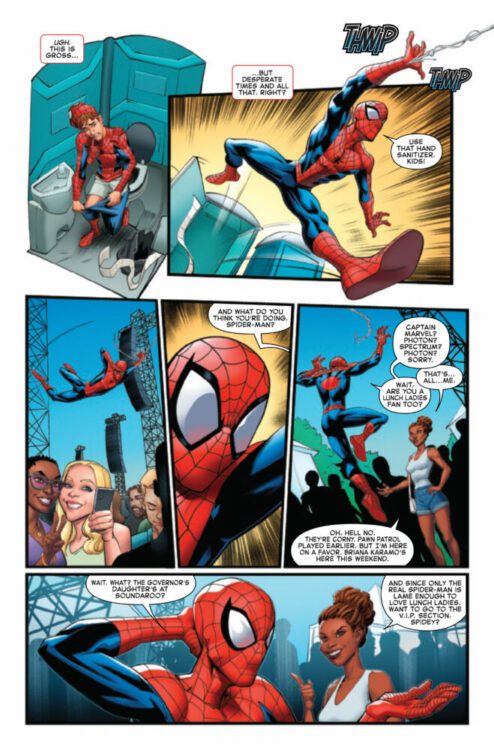 UGH.
THIS IS
GROSS...
...BUT
DESPERATE
TIMES AND ALL
THAT. RIGHT?
THWIP
THWIP
USE
THAT HAND
SANITIZER,
KIDS!
AND WHAT DO YOU
THINK YOU'RE DOING,
SPIDER-MAN?
CAPTAIN
MARVEL?
PHOTON?
SPECTRUM?
PHOTON?
SORRY.
THAT'S...
ALL...ME.
WAIT,
ARE YOU A
LUNCH LADIES
FAN TOO?
OH, HELL NO.
THEY'RE CORNY. PAWN PATROL
PLAYED EARLIER. BUT I'M HERE
ON A FAVOR. BRIANA KARAMO'S
HERE THIS WEEKEND.
WAIT. WHAT? THE GOVERNOR'S
DAUGHTER'S AT
SOUNDAROO?
AND SINCE ONLY THE
REAL SPIDER-MAN IS
LAME ENOUGH TO
LOVE LUNCH LADIES.
WANT TO GO TO THE
V.I.P. SECTION,
SPIDEY?